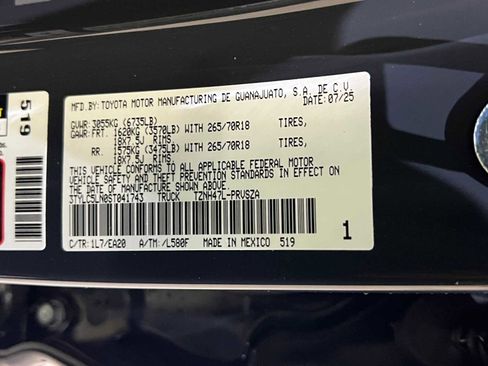 MFD.BY:TOYOTA MOTOR MANUFACTURING DE GUANAJUATO, S.A. DE C.V.
DATE:07/25
GVWR:3055KG (6735LB)
GAWR:FRT. 1620KG (3570LB) WITH 265/70R18 TIRES,
18X7.5J RIMS.
RR. 1575KG (3475LB) WITH 265/70R18 TIRES,
18X7.5J RIMS.
THIS VEHICLE CONFORMS TO ALL APPLICABLE FEDERAL MOTOR
VEHICLE SAFETY AND THEFT PREVENTION STANDARDS IN EFFECT ON
THE DATE OF MANUFACTURE SHOWN ABOVE.
3TYLC5LN0ST041743 TRUCK TZNH47L-PRVSZA
C/TR:1L7/EA20 A/TM:/L580F MADE IN MEXICO 519
1
519